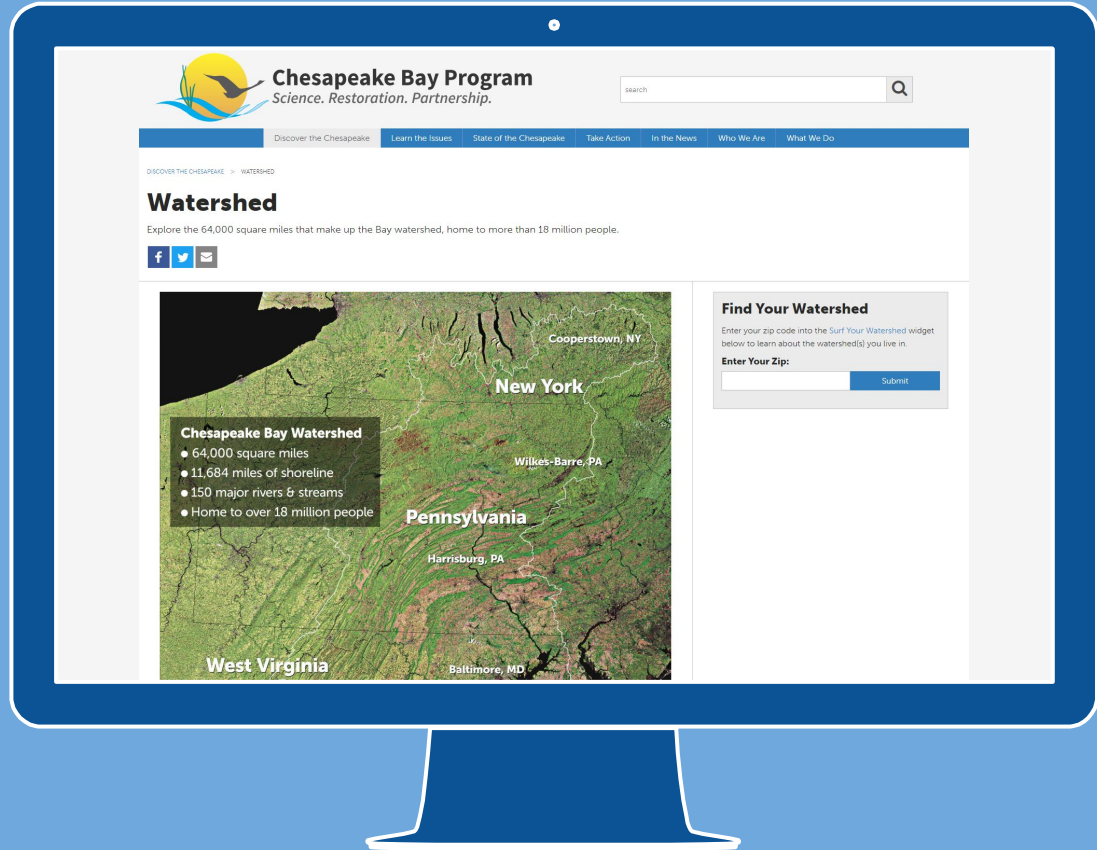 Chesapeake Bay Program
Science. Restoration. Partnership.
search
Discover the Chesapeake Learn the Issues State of the Chesapeake Take Action In the News Who We Are What We Do
DISCOVER THE CHESAPEAKE > WATERSHED
Watershed
Explore the 64,000 square miles that make up the Bay watershed, home to more than 18 million people.
Cooperstown, NY
New York
Chesapeake Bay Watershed
64,000 square miles
11,684 miles of shoreline
150 major rivers & streams
Home to over 18 million people
Wilkes-Barre, PA
Pennsylvania
Harrisburg, PA
West Virginia
Baltimore, MD
Find Your Watershed
Enter your zip code into the Surf Your Watershed widget
below to learn about the watershed(s) you live in.
Enter Your Zip:
Submit